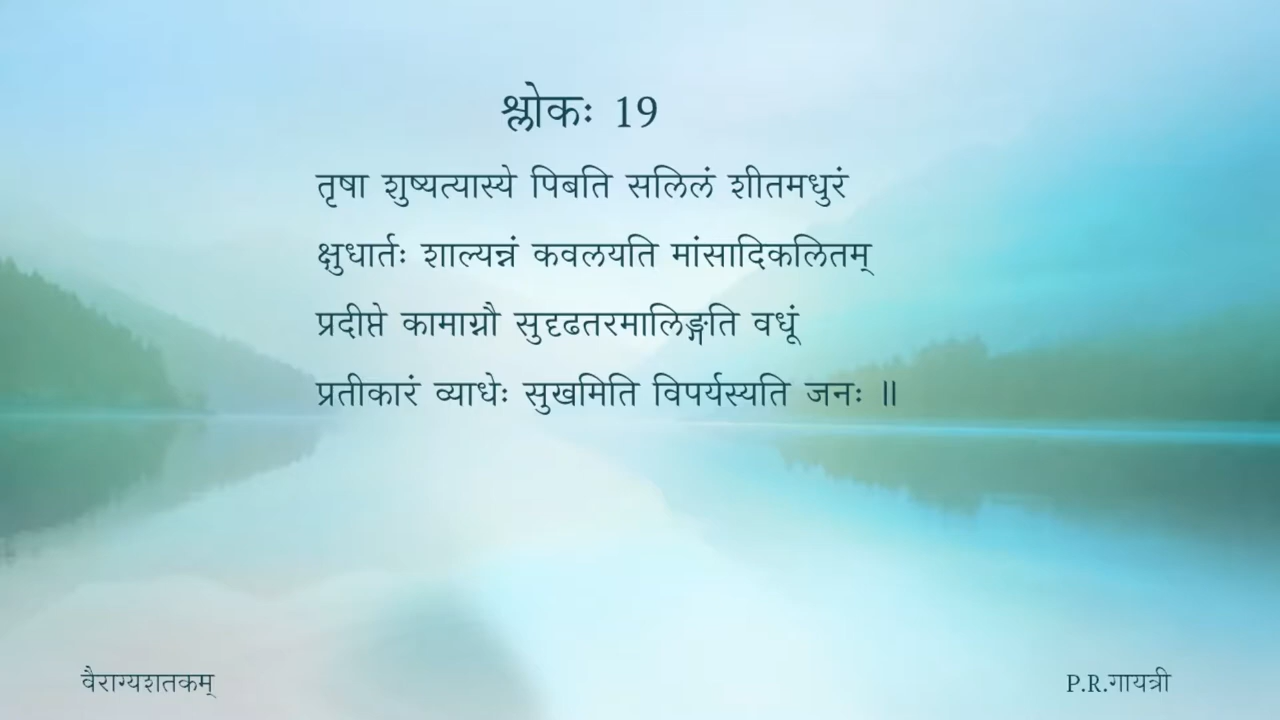 श्लोकः 19
तृषा शुष्यत्यास्ये पिबति सलिलं शीतमधुरं
क्षुधार्तः शाल्यन्नं कवलयति मांसादिकलितम्
प्रदीप्ते कामाग्नौ सुदृढतरमालिङ्गति वधूं
प्रतीकारं व्याधेः सुखमिति विपर्यस्यति जनः ॥
वैराग्यशतकम्
P.R.गायत्री